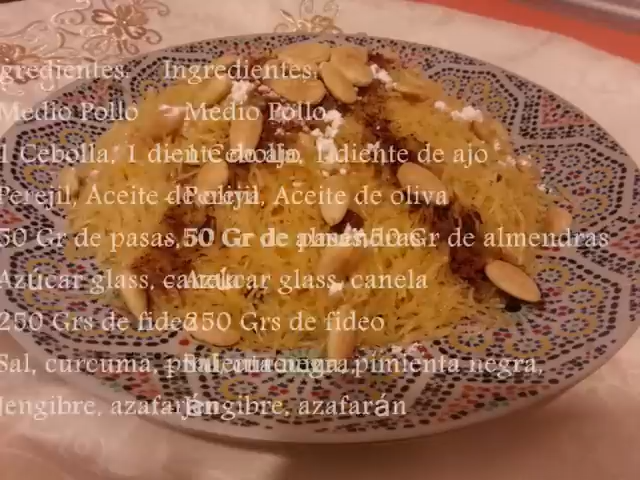 Ingredientes:
- Medio Pollo
- 1 Cebolla, 1 diente de ajo
- Perejil, Aceite de oliva
- 50 Gr de pasas, 50 Gr de almendras
- Azúcar glass, canela
- 250 Grs de fideo
- Sal, curcuma, pimienta negra,
- Jengibre, azafarán